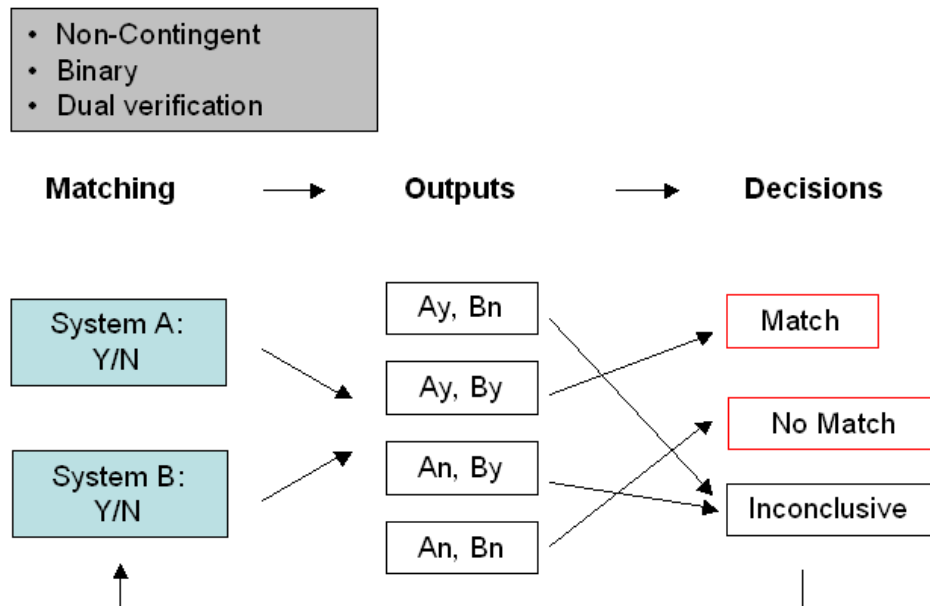 • Non-Contingent
• Binary
• Dual verification
Matching → Outputs → Decisions
System A:
Y/N
System B:
Y/N
Ay, Bn
Ay, By
An, By
An, Bn
Match
No Match
Inconclusive